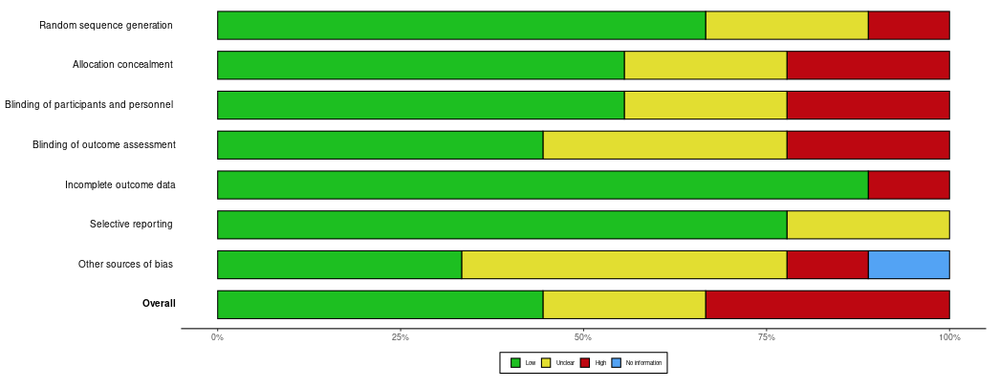 Random sequence generation
Allocation concealment
Blinding of participants and personnel
Blinding of outcome assessment
Incomplete outcome data
Selective reporting
Other sources of bias
Overall
0% 25% 50% 75% 100%
Low Unclear High No information